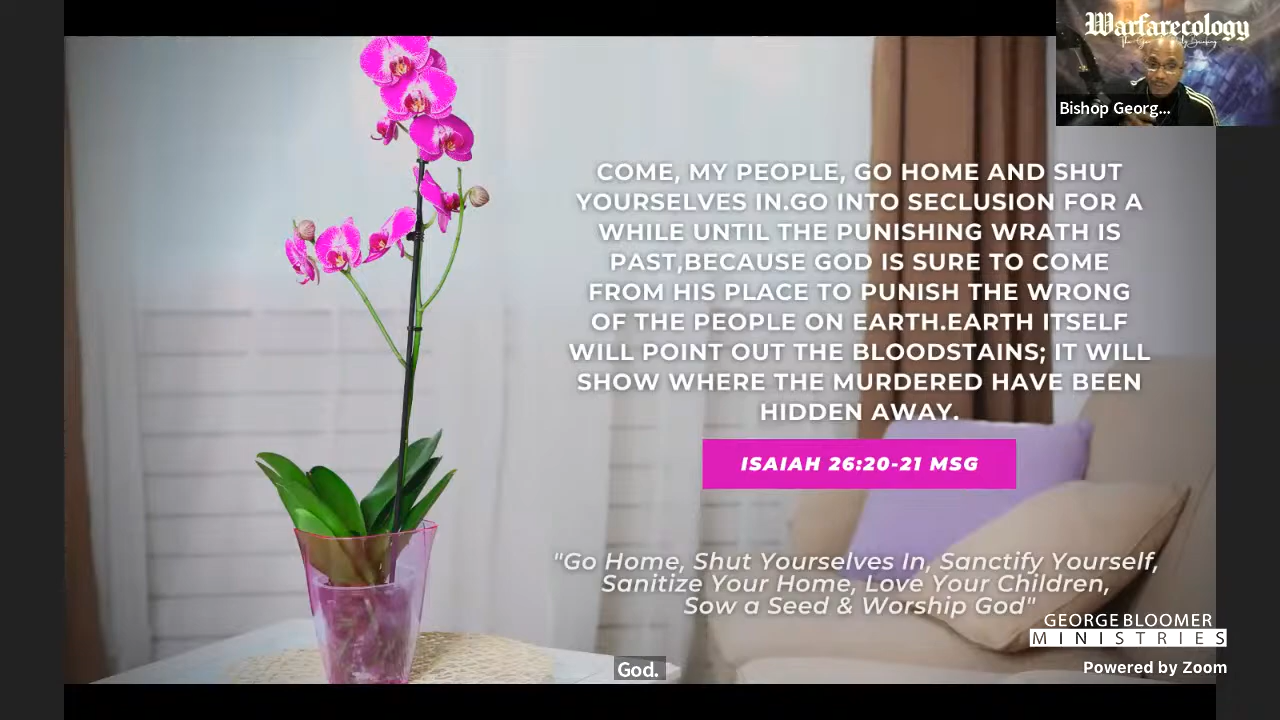 Warfarecology
Bishop Georg...
COME, MY PEOPLE, GO HOME AND SHUT
YOURSELVES IN.GO INTO SECLUSION FOR A
WHILE UNTIL THE PUNISHING WRATH IS
PAST,BECAUSE GOD IS SURE TO COME
FROM HIS PLACE TO PUNISH THE WRONG
OF THE PEOPLE ON EARTH.EARTH ITSELF
WILL POINT OUT THE BLOODSTAINS; IT WILL
SHOW WHERE THE MURDERED HAVE BEEN
HIDDEN AWAY.
ISAIAH 26:20-21 MSG
"Go Home, Shut Yourselves In, Sanctify Yourself,
Sanitize Your Home, Love Your Children,
Sow a Seed & Worship God"
GEORGE BLOOMER
MINISTRIES
Powered by Zoom
God.